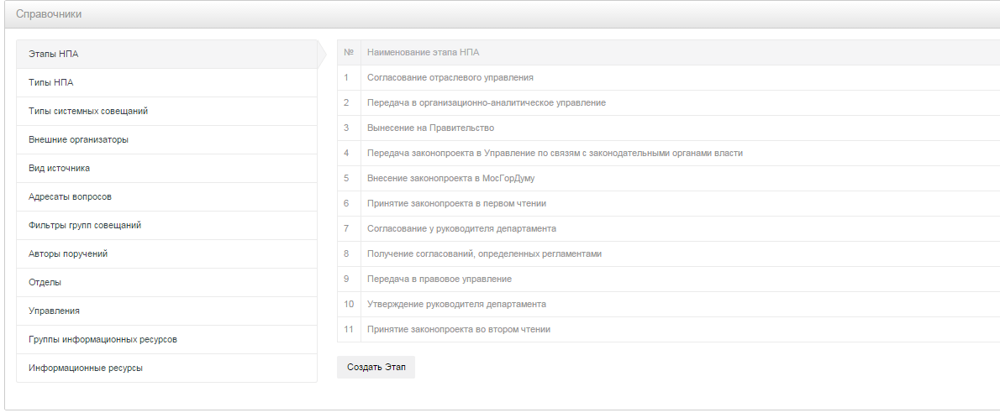 Справочники
Этапы НПА
Типы НПА
Типы системных совещаний
Внешние организаторы
Вид источника
Адресаты вопросов
Фильтры групп совещаний
Авторы поручений
Отделы
Управления
Группы информационных ресурсов
Информационные ресурсы
№ Наименование этапа НПА
1 Согласование отраслевого управления
2 Передача в организационно-аналитическое управление
3 Вынесение на Правительство
4 Передача законопроекта в Управление по связям с законодательными органами власти
5 Внесение законопроекта в МосГорДуму
6 Принятие законопроекта в первом чтении
7 Согласование у руководителя департамента
8 Получение согласований, определенных регламентами
9 Передача в правовое управление
10 Утверждение руководителя департамента
11 Принятие законопроекта во втором чтении
Создать Этап